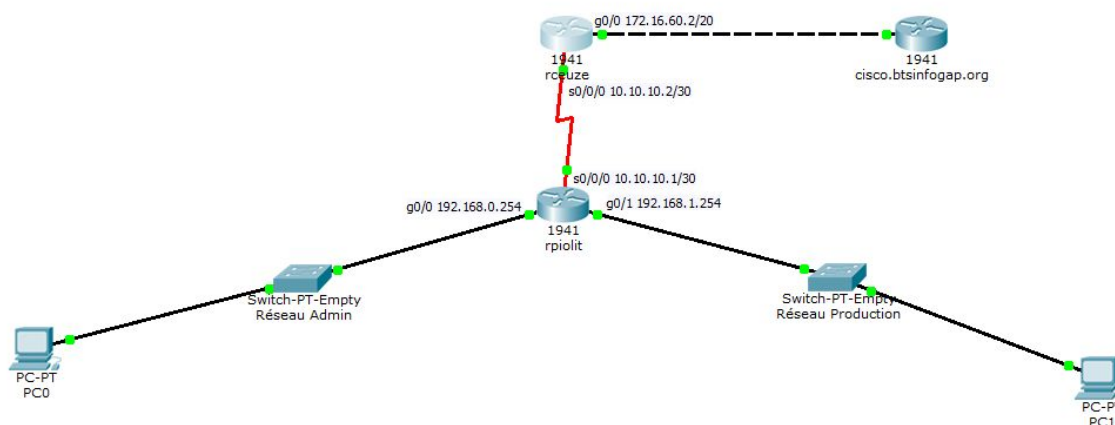 g0/0 172.16.60.2/20
1941
rceuze
1941
cisco.btsinfogap.org
s0/0/0 10.10.10.2/30
s0/0/0 10.10.10.1/30
g0/0 192.168.0.254
g0/1 192.168.1.254
1941
rpiolit
Switch-PT-Empty
Réseau Admin
Switch-PT-Empty
Réseau Production
PC-PT
PC0
PC-P
PC1